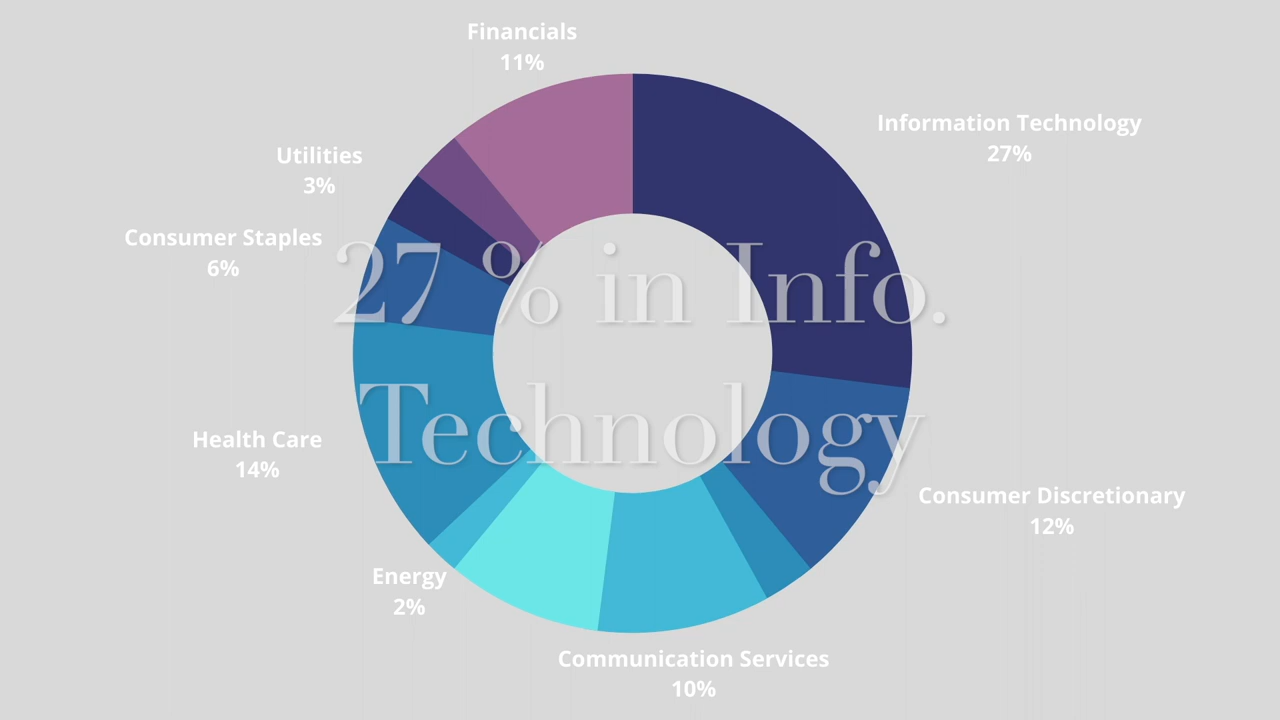 Financials
11%
Information Technology
27%
Utilities
3%
Consumer Staples
6%
27 % in Info.
Technology
Health Care
14%
Consumer Discretionary
12%
Energy
2%
Communication Services
10%